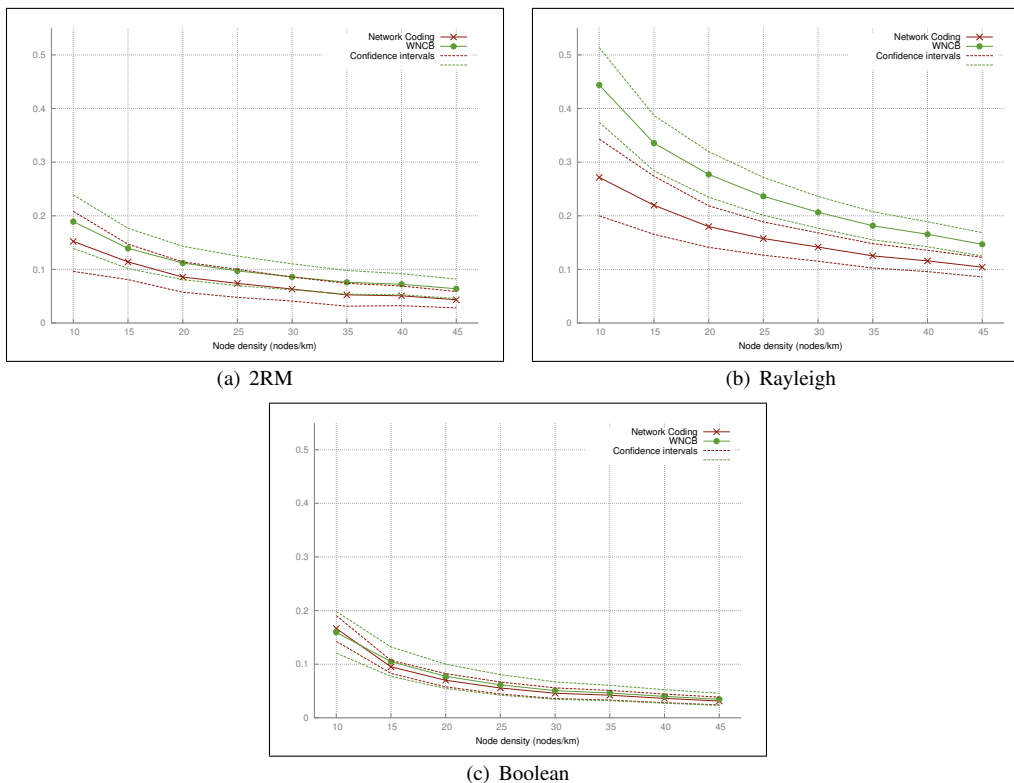 Network Coding
WNCB
Confidence intervals
0.5
0.4
0.3
0.2
0.1
0
10 15 20 25 30 35 40 45
Node density (nodes/km)
(a) 2RM
Network Coding
WNCB
Confidence intervals
0.5
0.4
0.3
0.2
0.1
0
10 15 20 25 30 35 40 45
Node density (nodes/km)
(b) Rayleigh
Network Coding
WNCB
Confidence intervals
0.5
0.4
0.3
0.2
0.1
0
10 15 20 25 30 35 40 45
Node density (nodes/km)
(c) Boolean